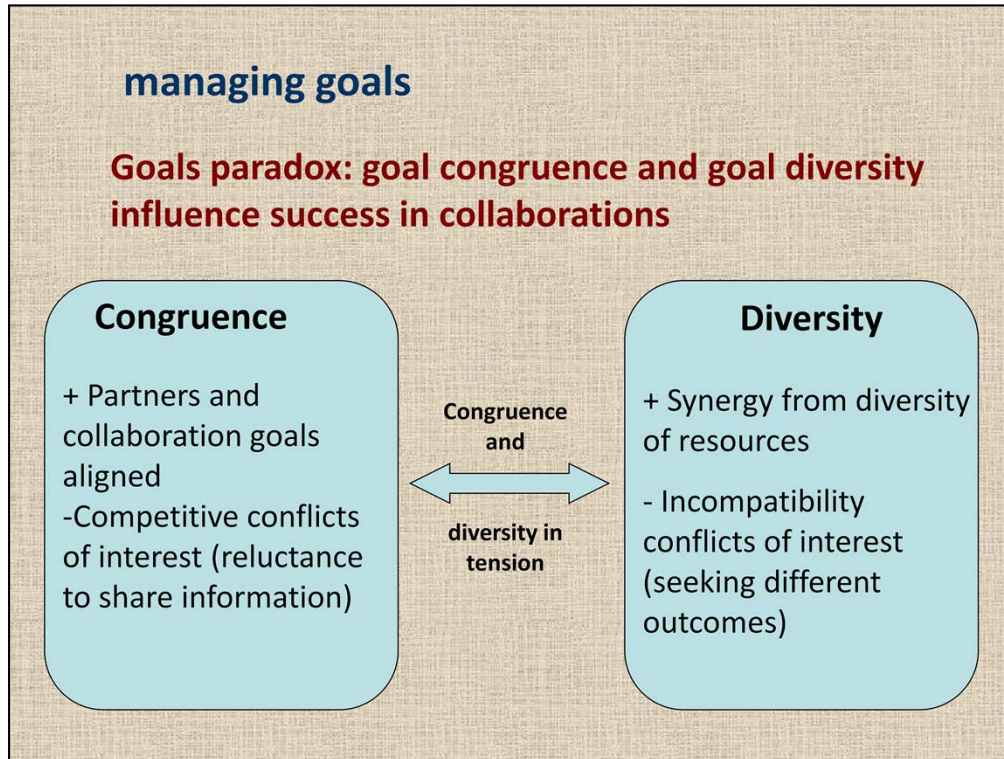 managing goals
Goals paradox: goal congruence and goal diversity
influence success in collaborations
Congruence
+ Partners and
collaboration goals
aligned
-Competitive conflicts
of interest (reluctance
to share information)
Congruence
and
diversity in
tension
Diversity
+ Synergy from diversity
of resources
- Incompatibility
conflicts of interest
(seeking different
outcomes)